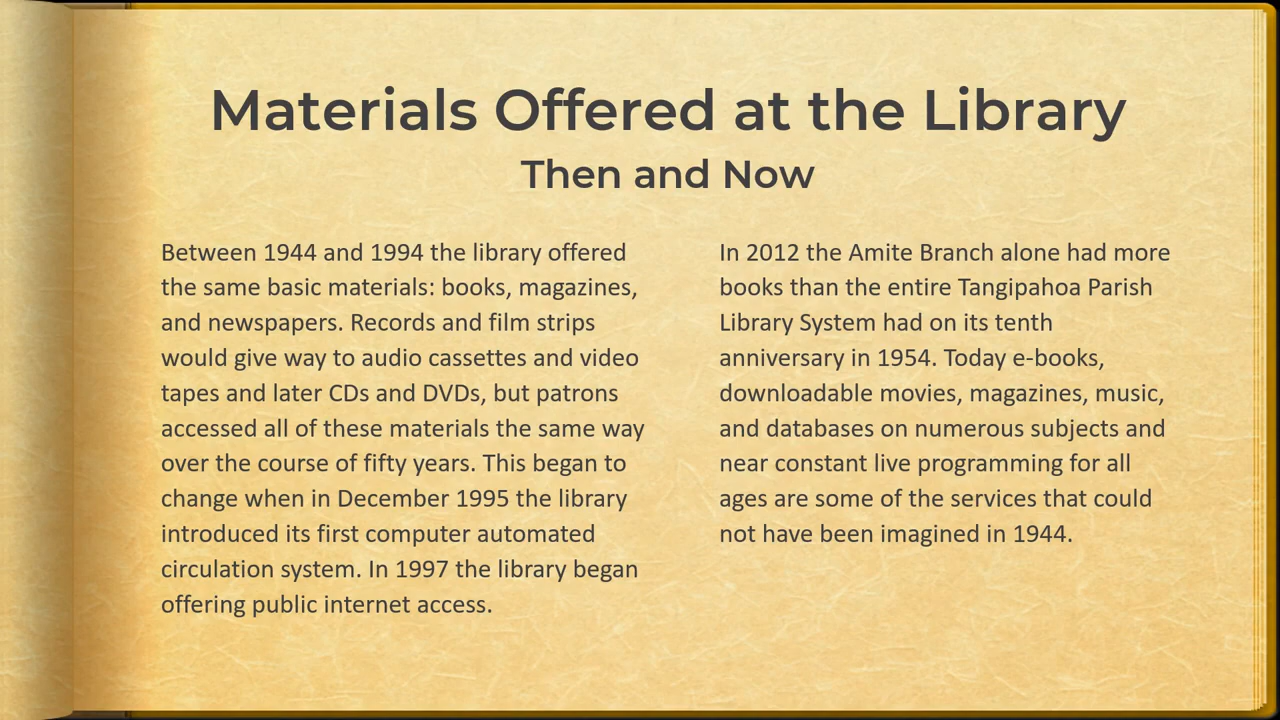 Materials Offered at the Library
Then and Now
Between 1944 and 1994 the library offered
the same basic materials: books, magazines,
and newspapers. Records and film strips
would give way to audio cassettes and video
tapes and later CDs and DVDs, but patrons
accessed all of these materials the same way
over the course of fifty years. This began to
change when in December 1995 the library
introduced its first computer automated
circulation system. In 1997 the library began
offering public internet access.
In 2012 the Amite Branch alone had more
books than the entire Tangipahoa Parish
Library System had on its tenth
anniversary in 1954. Today e-books,
downloadable movies, magazines, music,
and databases on numerous subjects and
near constant live programming for all
ages are some of the services that could
not have been imagined in 1944.